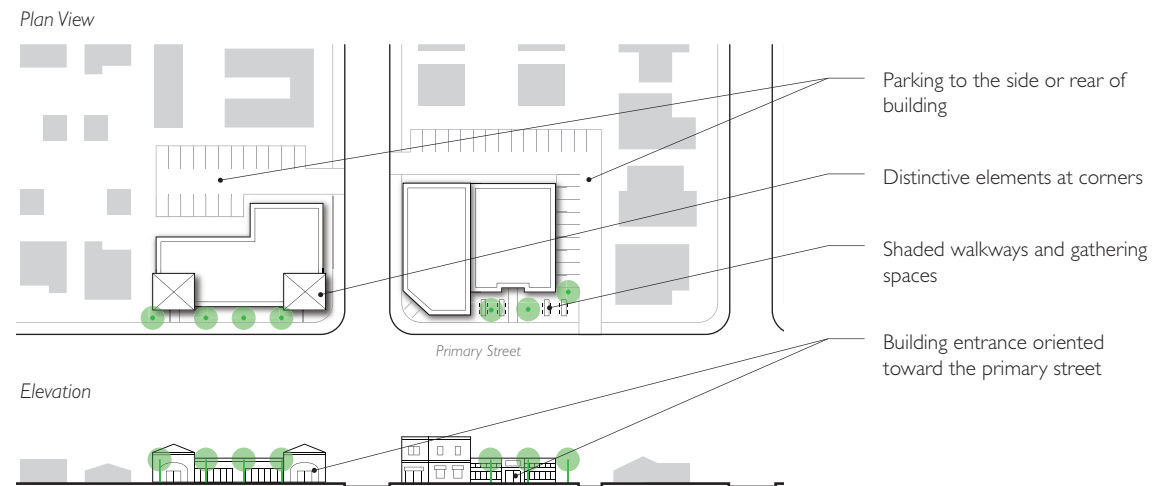 Plan View
Parking to the side or rear of
building
Distinctive elements at corners
Shaded walkways and gathering
spaces
Building entrance oriented
toward the primary street
Primary Street
Elevation